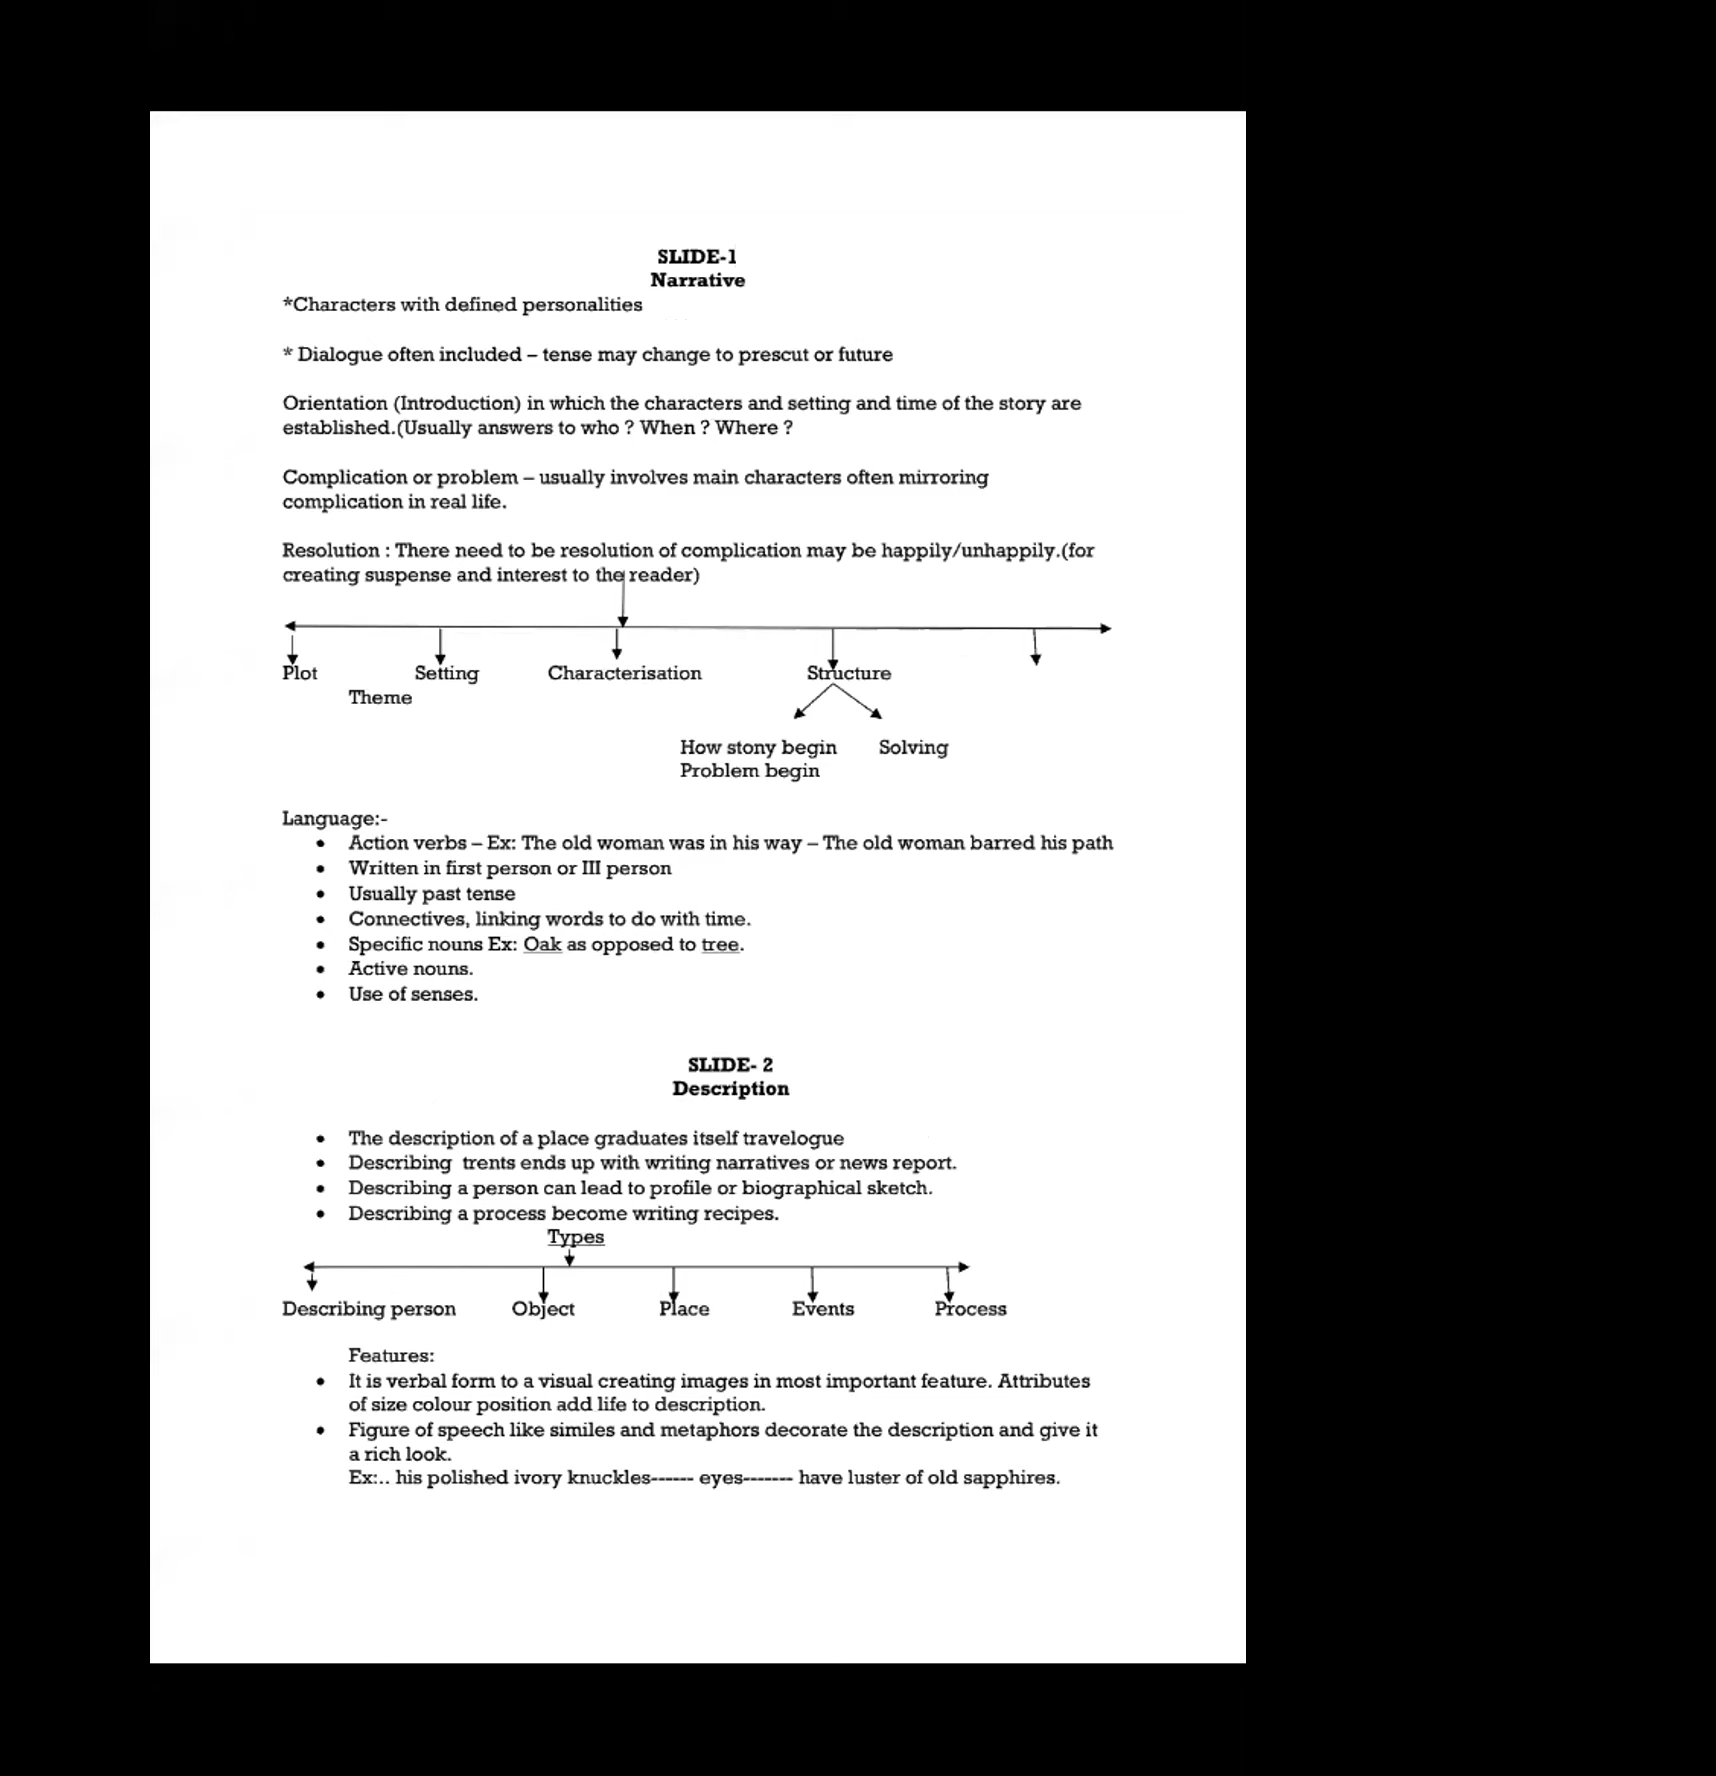 SLIDE-1
Narrative
*Characters with defined personalities
* Dialogue often included – tense may change to prescut or future
Orientation (Introduction) in which the characters and setting and time of the story are
established.(Usually answers to who ? When ? Where ?
Complication or problem – usually involves main characters often mirroring
complication in real life.
Resolution : There need to be resolution of complication may be happily/unhappily.(for
creating suspense and interest to the reader)
Plot Setting Characterisation Structure
Theme
How stony begin Solving
Problem begin
Language:-
• Action verbs – Ex: The old woman was in his way – The old woman barred his path
• Written in first person or III person
• Usually past tense
• Connectives, linking words to do with time.
• Specific nouns Ex: Oak as opposed to tree.
• Active nouns.
• Use of senses.
SLIDE- 2
Description
• The description of a place graduates itself travelogue
• Describing trents ends up with writing narratives or news report.
• Describing a person can lead to profile or biographical sketch.
• Describing a process become writing recipes.
Types
Describing person Object Place Events Process
Features:
• It is verbal form to a visual creating images in most important feature. Attributes
of size colour position add life to description.
• Figure of speech like similes and metaphors decorate the description and give it
a rich look.
Ex:.. his polished ivory knuckles------ eyes------- have luster of old sapphires.